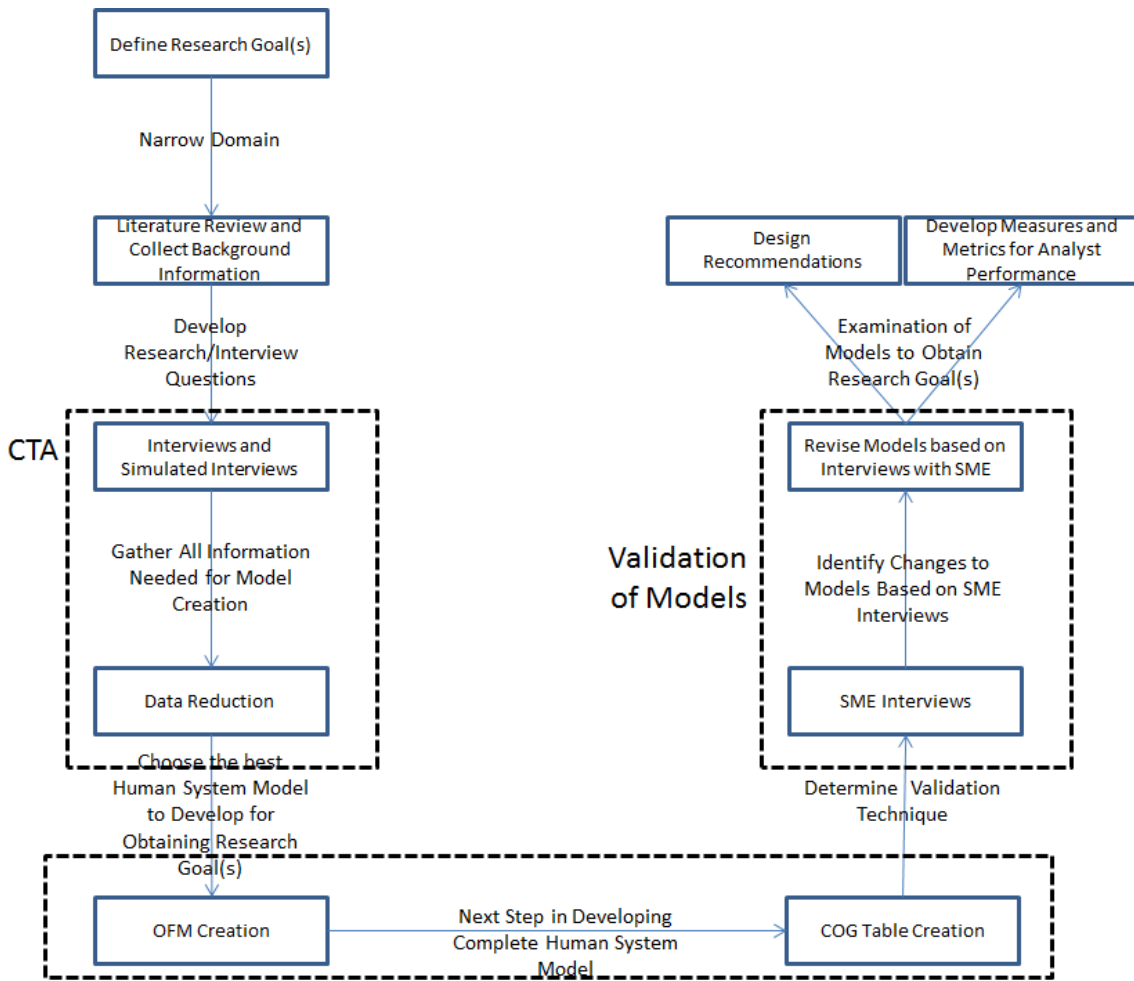 Define Research Goal(s)
Narrow Domain
Literature Review and
Collect Background
Information
Develop
Research/Interview
Questions
CTA
Interviews and
Simulated Interviews
Gather All Information
Needed for Model
Creation
Data Reduction
Choose the best
Human System Model
to Develop for
Obtaining Research
Goal(s)
OFM Creation
Next Step in Developing
Complete Human System
Model
COG Table Creation
Determine Validation
Technique
SME Interviews
Identify Changes to
Models Based on SME
Interviews
Validation
of Models
Revise Models based on
Interviews with SME
Examination of
Models to Obtain
Research Goal(s)
Design
Recommendations
Develop Measures and
Metrics for Analyst
Performance